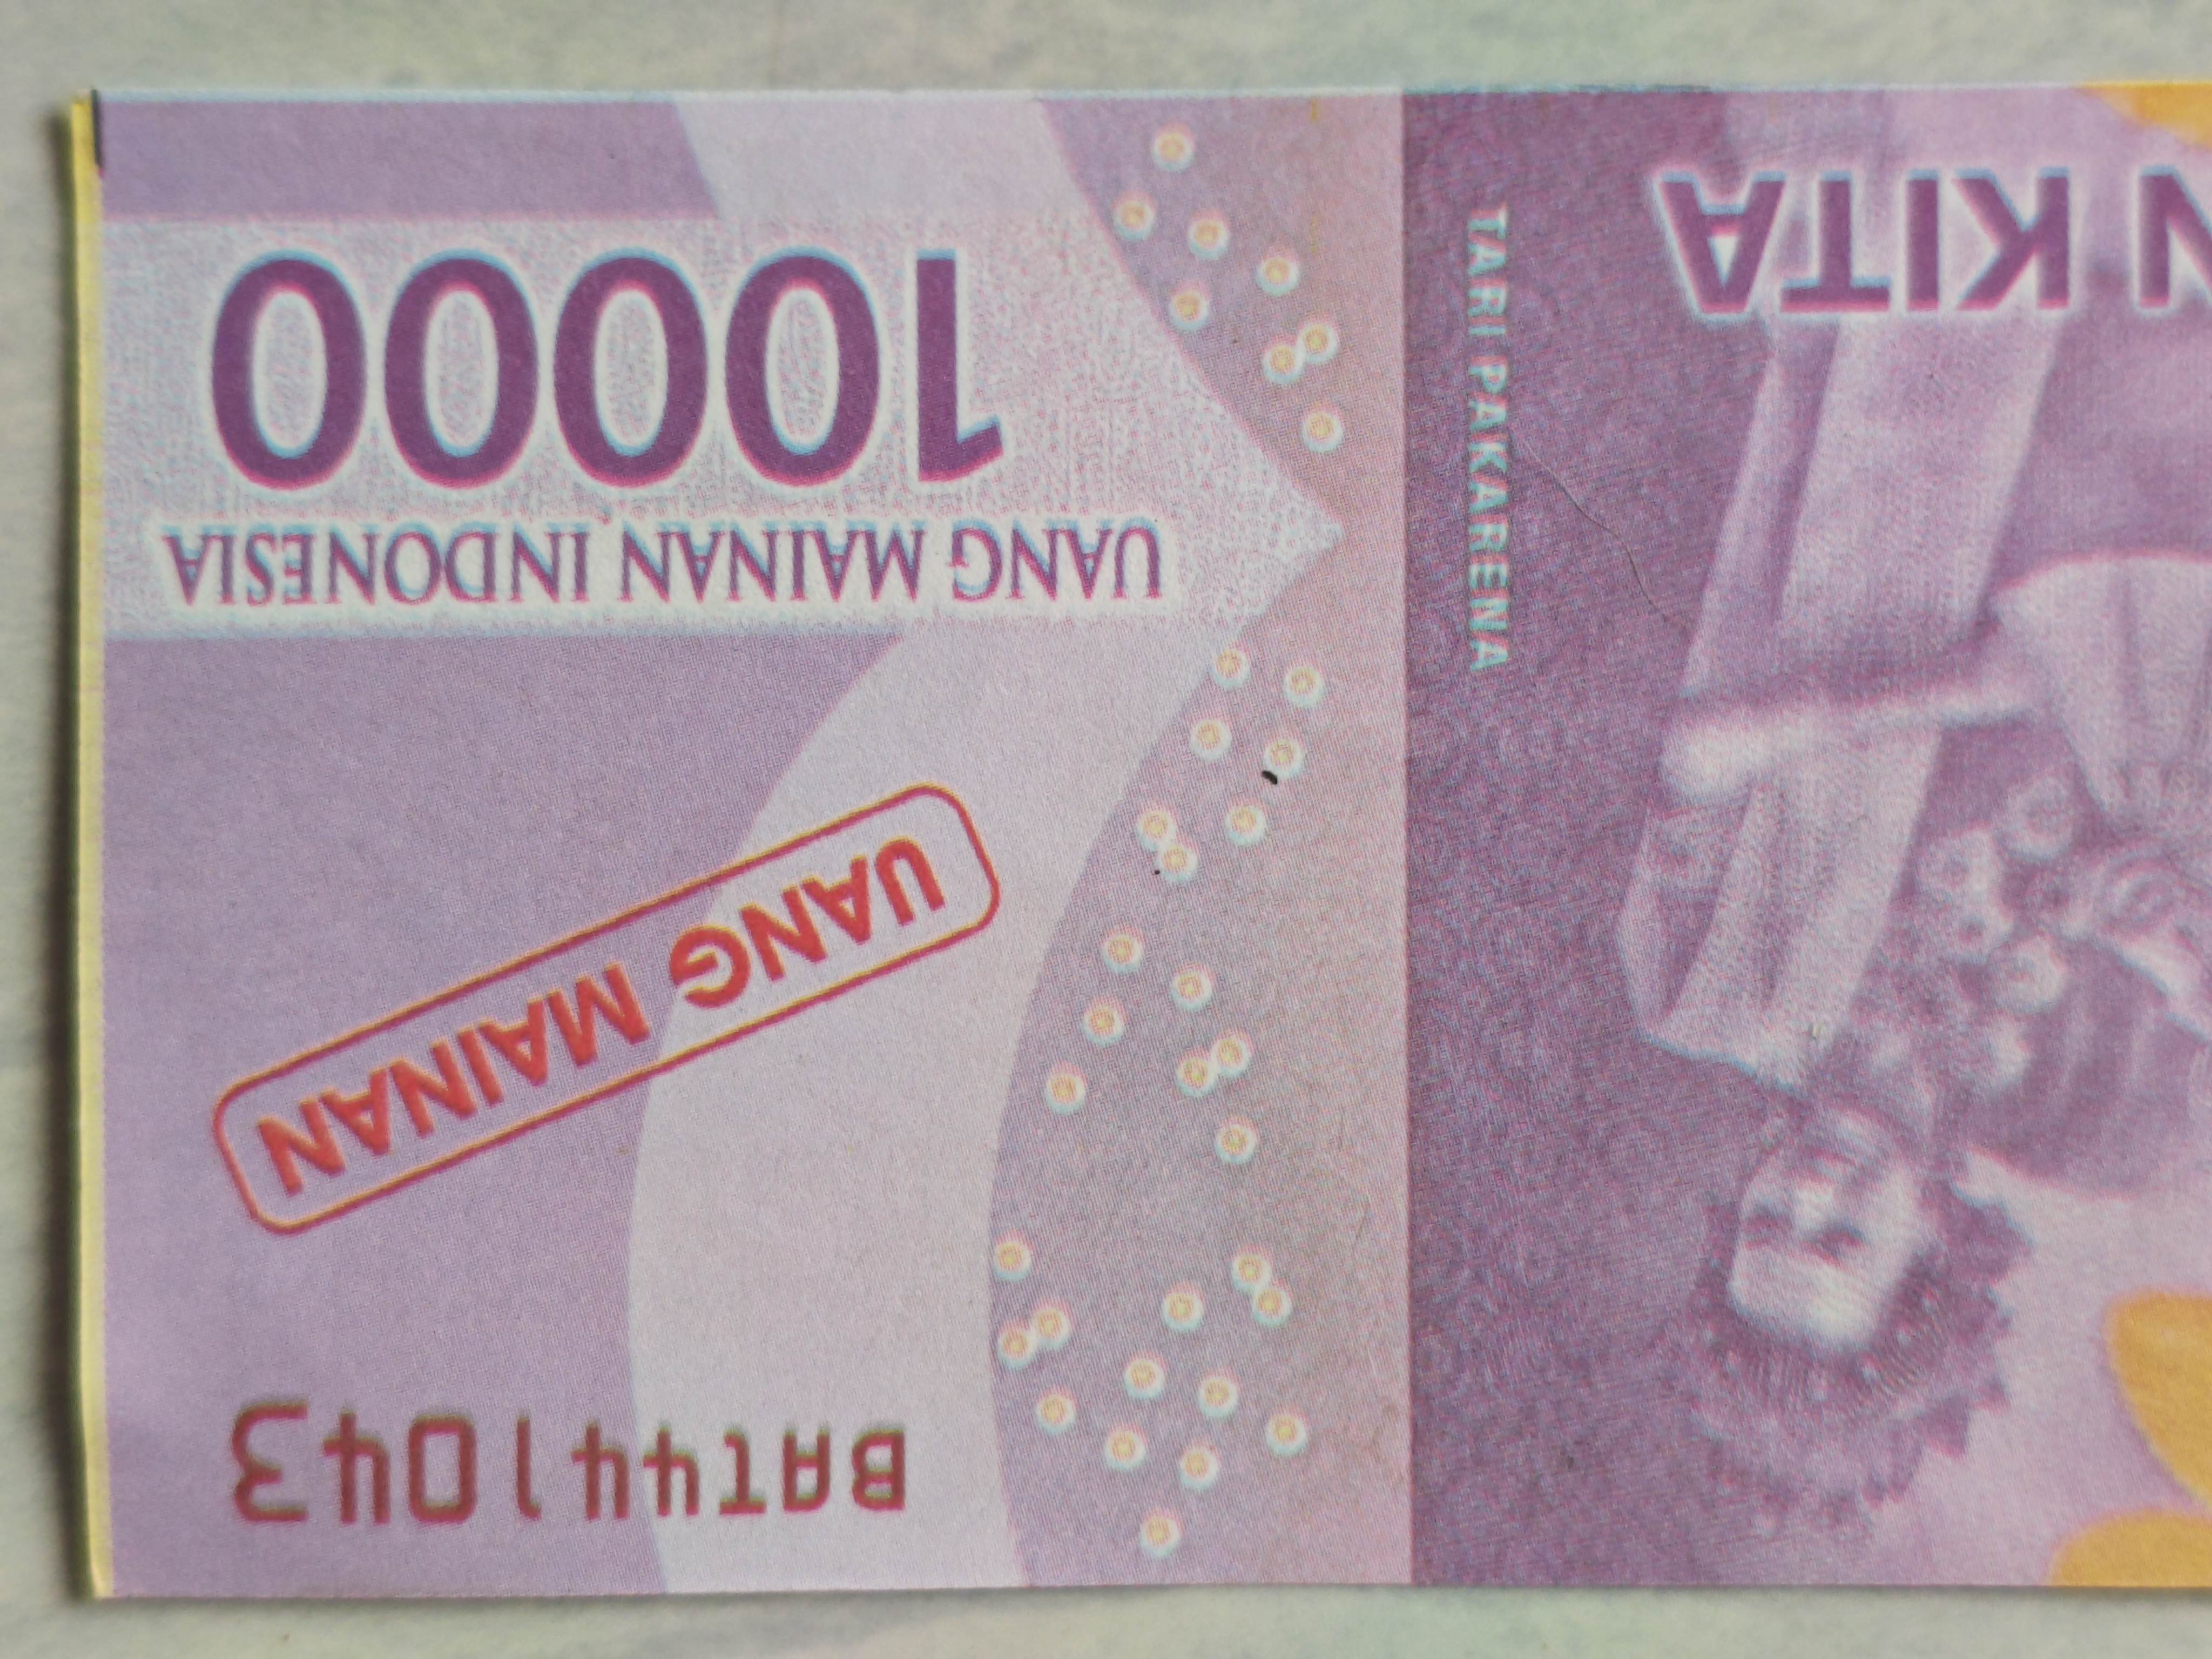 BA1441043
UANG MAINAN
UANG MAINAN INDONESIA
10000
TARI PAKARENA
N KITA